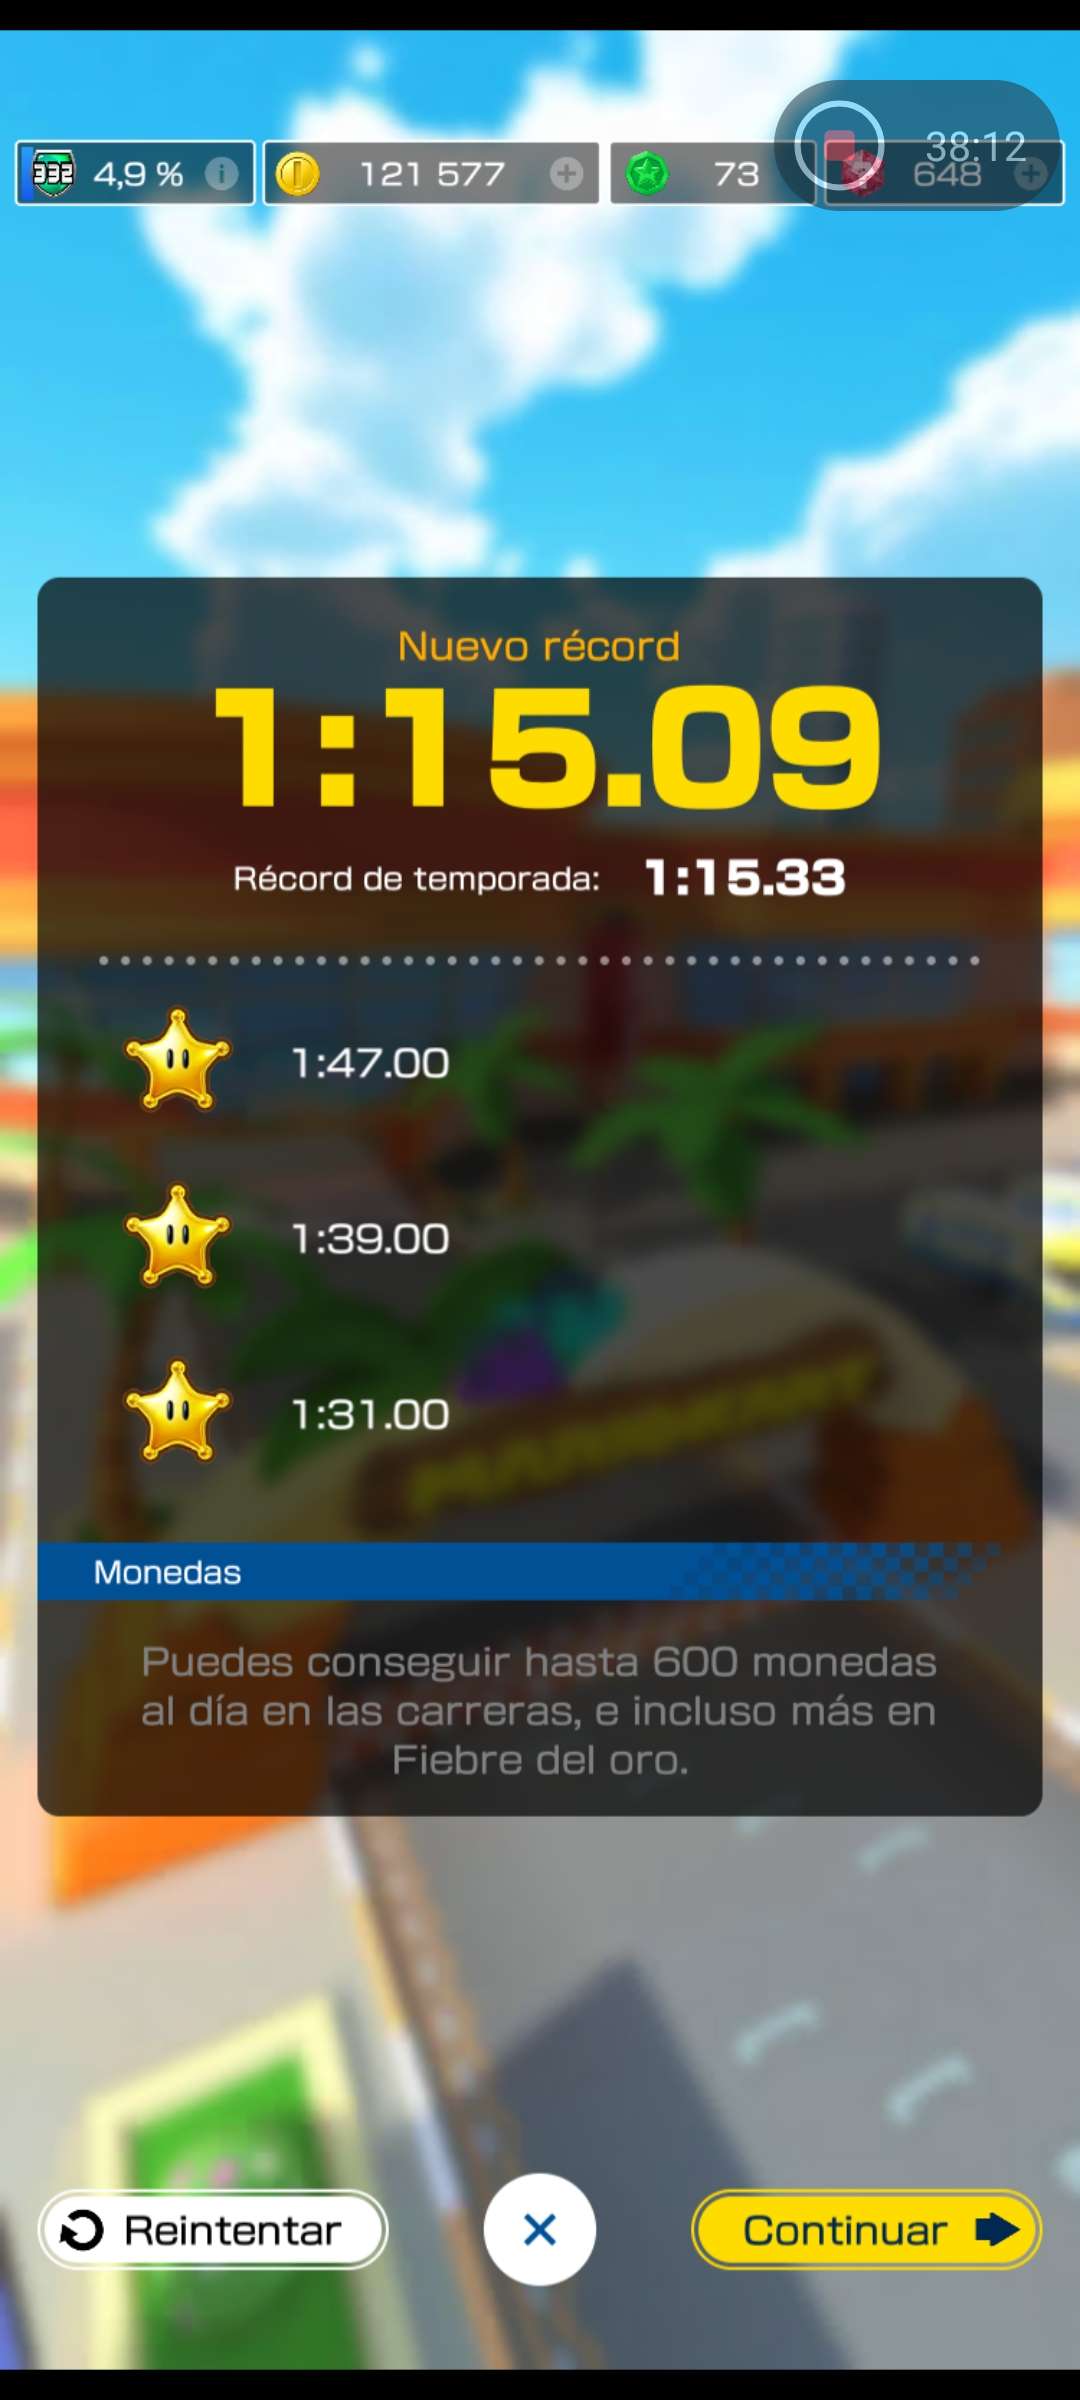 332 4,9 % i 121 577 + 73 648 +
38:12
Nuevo récord
1:15.09
Récord de temporada: 1:15.33
1:47.00
1:39.00
1:31.00
Monedas
Puedes conseguir hasta 600 monedas
al día en las carreras, e incluso más en
Fiebre del oro.
Reintentar
Continuar